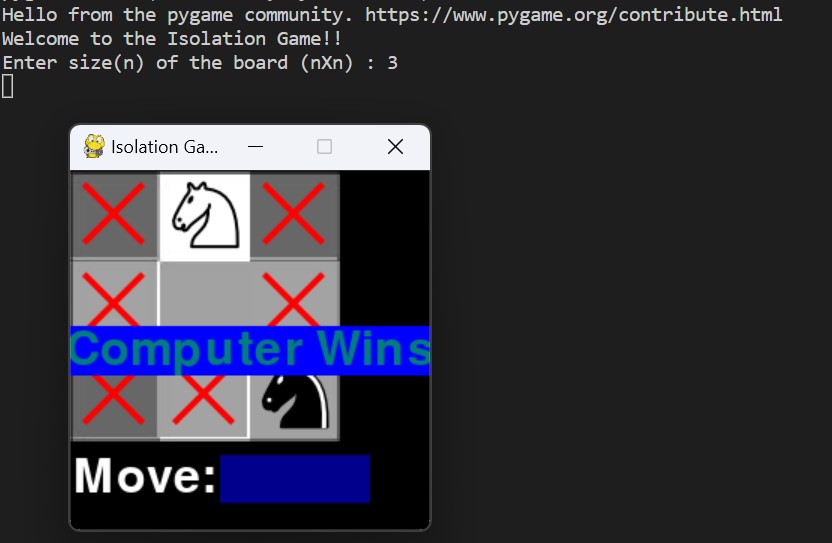 Hello from the pygame community. https://www.pygame.org/contribute.html
Welcome to the Isolation Game!!
Enter size(n) of the board (nXn) : 3
Isolation Ga...
Computer Wins
Move: